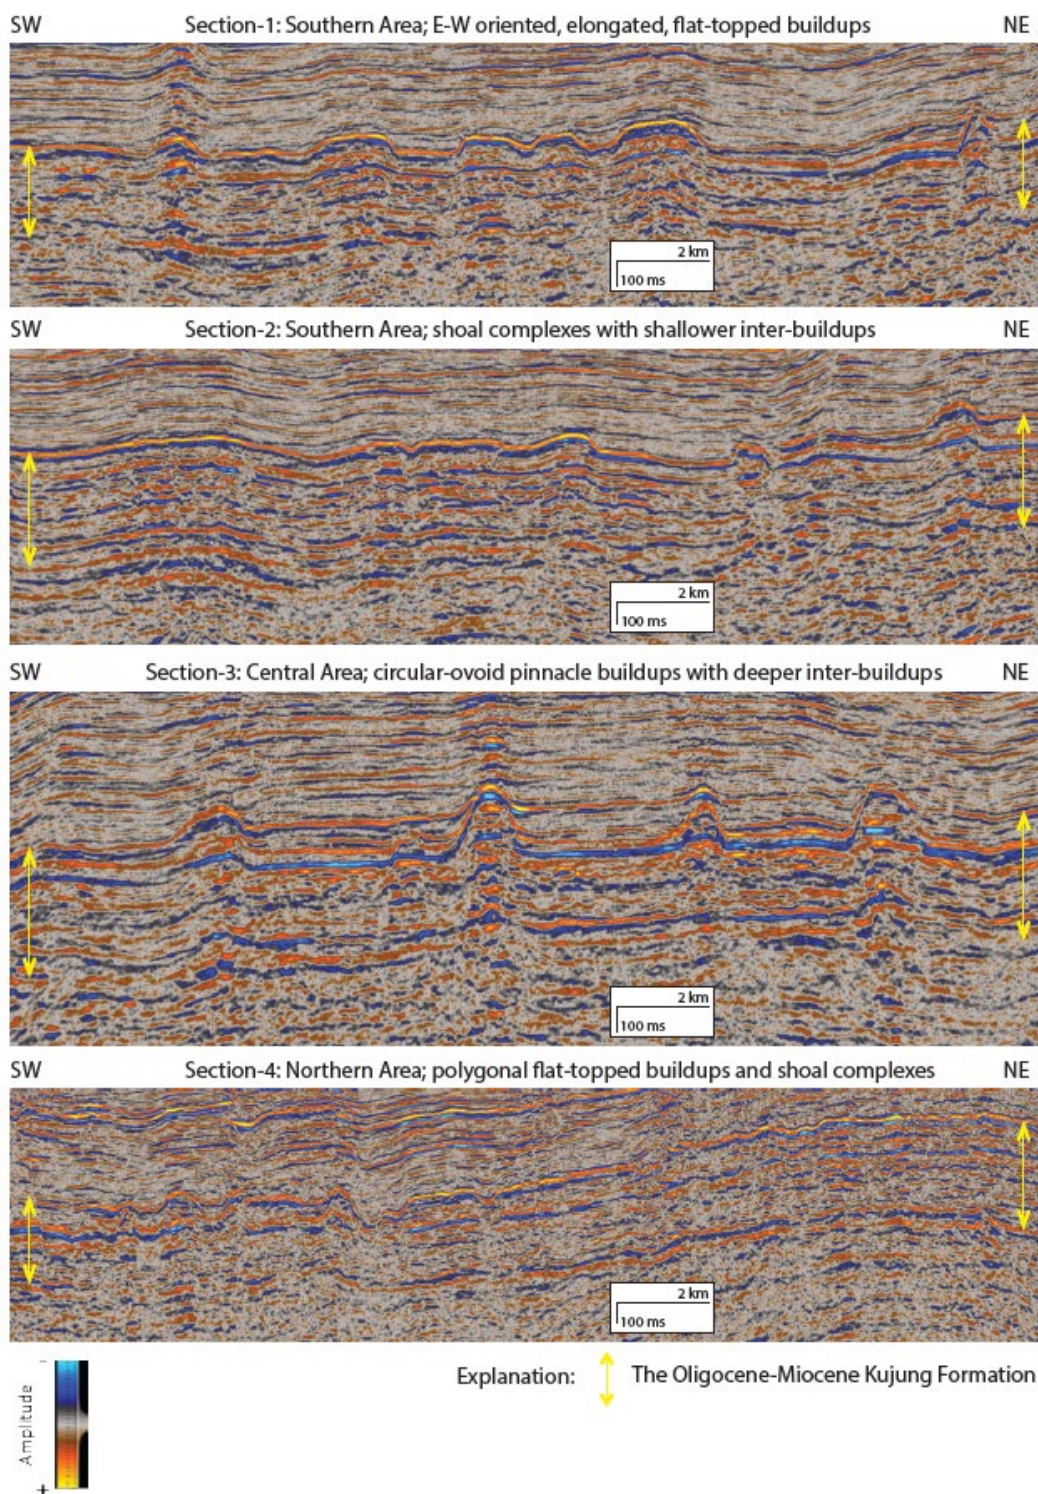 SW Section-1: Southern Area; E-W oriented, elongated, flat-topped buildups NE
2 km
100 ms
SW Section-2: Southern Area; shoal complexes with shallower inter-buildups NE
2 km
100 ms
SW Section-3: Central Area; circular-ovoid pinnacle buildups with deeper inter-buildups NE
2 km
100 ms
SW Section-4: Northern Area; polygonal flat-topped buildups and shoal complexes NE
2 km
100 ms
-
Amplitude
+
Explanation: The Oligocene-Miocene Kujung Formation